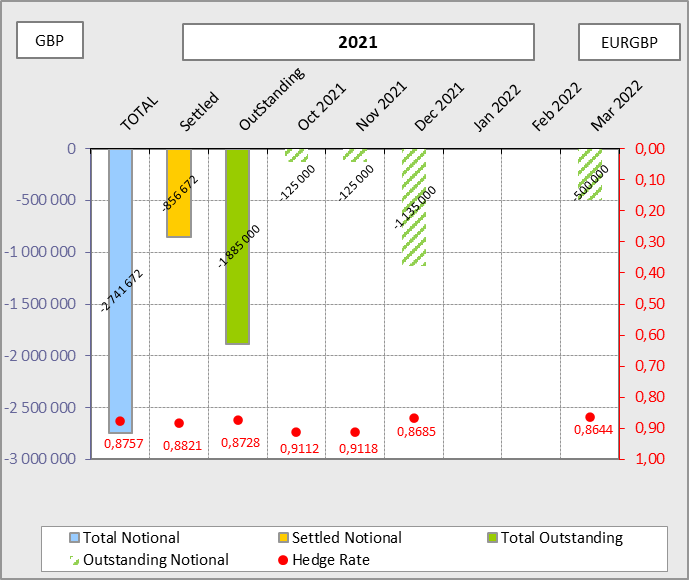 GBP
2021
EURGBP
TOTAL
Settled
OutStanding
Oct 2021
Nov 2021
Dec 2021
Jan 2022
Feb 2022
Mar 2022
0
-500 000
-1 000 000
-1 500 000
-2 000 000
-2 500 000
-3 000 000
-2 741 672
-856 672
-1 885 000
-125 000
-125 000
-1 135 000
-500 000
0,8757
0,8821
0,8728
0,9112
0,9118
0,8685
0,8644
0,00
0,10
0,20
0,30
0,40
0,50
0,60
0,70
0,80
0,90
1,00
Total Notional
Settled Notional
Total Outstanding
Outstanding Notional
Hedge Rate